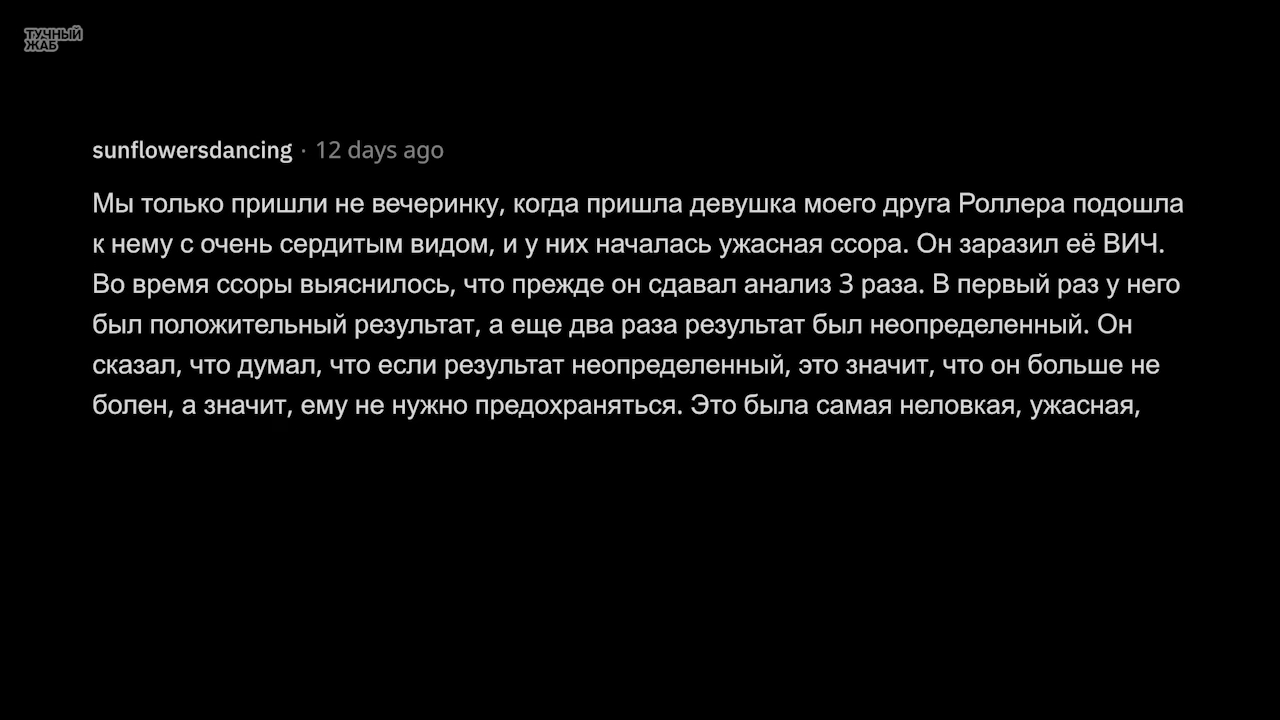 ТУЧНЫЙ
ЖАБ
sunflowersdancing · 12 days ago
Мы только пришли не вечеринку, когда пришла девушка моего друга Роллера подошла
к нему с очень сердитым видом, и у них началась ужасная ссора. Он заразил её ВИЧ.
Во время ссоры выяснилось, что прежде он сдавал анализ 3 раза. В первый раз у него
был положительный результат, а еще два раза результат был неопределенный. Он
сказал, что думал, что если результат неопределенный, это значит, что он больше не
болен, а значит, ему не нужно предохраняться. Это была самая неловкая, ужасная,